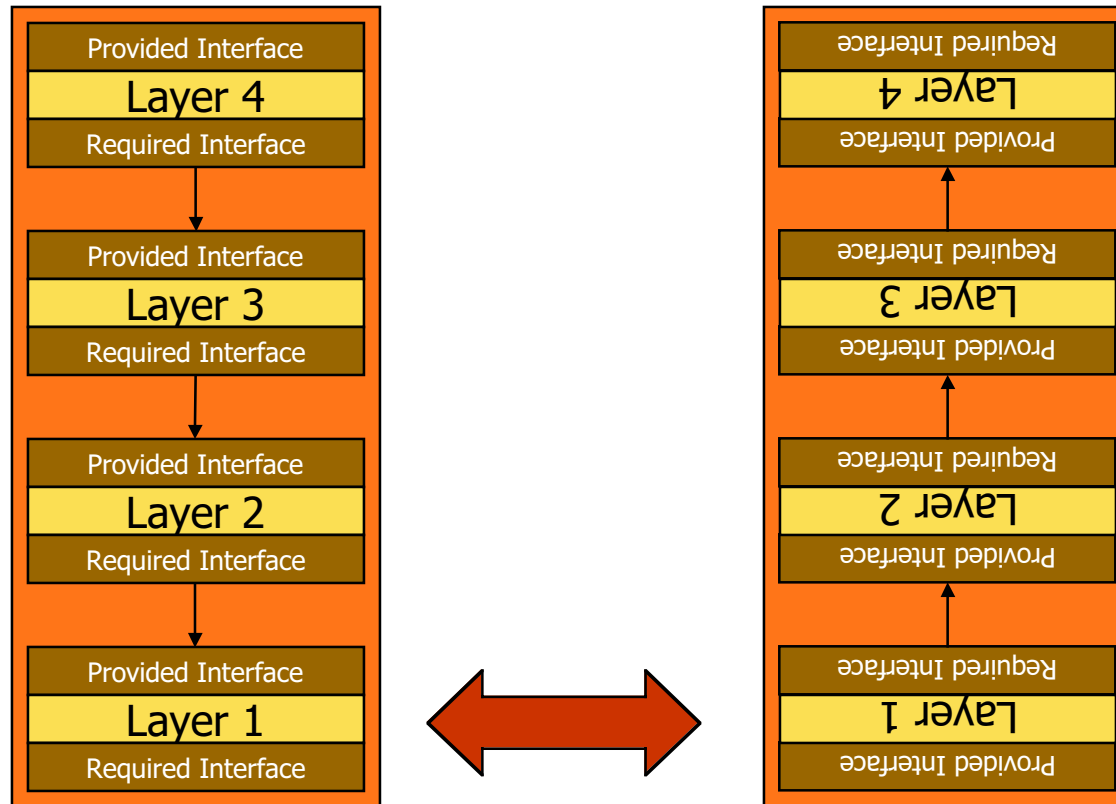 Provided Interface
Layer 4
Required Interface
Provided Interface
Layer 3
Required Interface
Provided Interface
Layer 2
Required Interface
Provided Interface
Layer 1
Required Interface
Required Interface
Layer 4
Provided Interface
Required Interface
Layer 3
Provided Interface
Required Interface
Layer 2
Provided Interface
Required Interface
Layer 1
Provided Interface